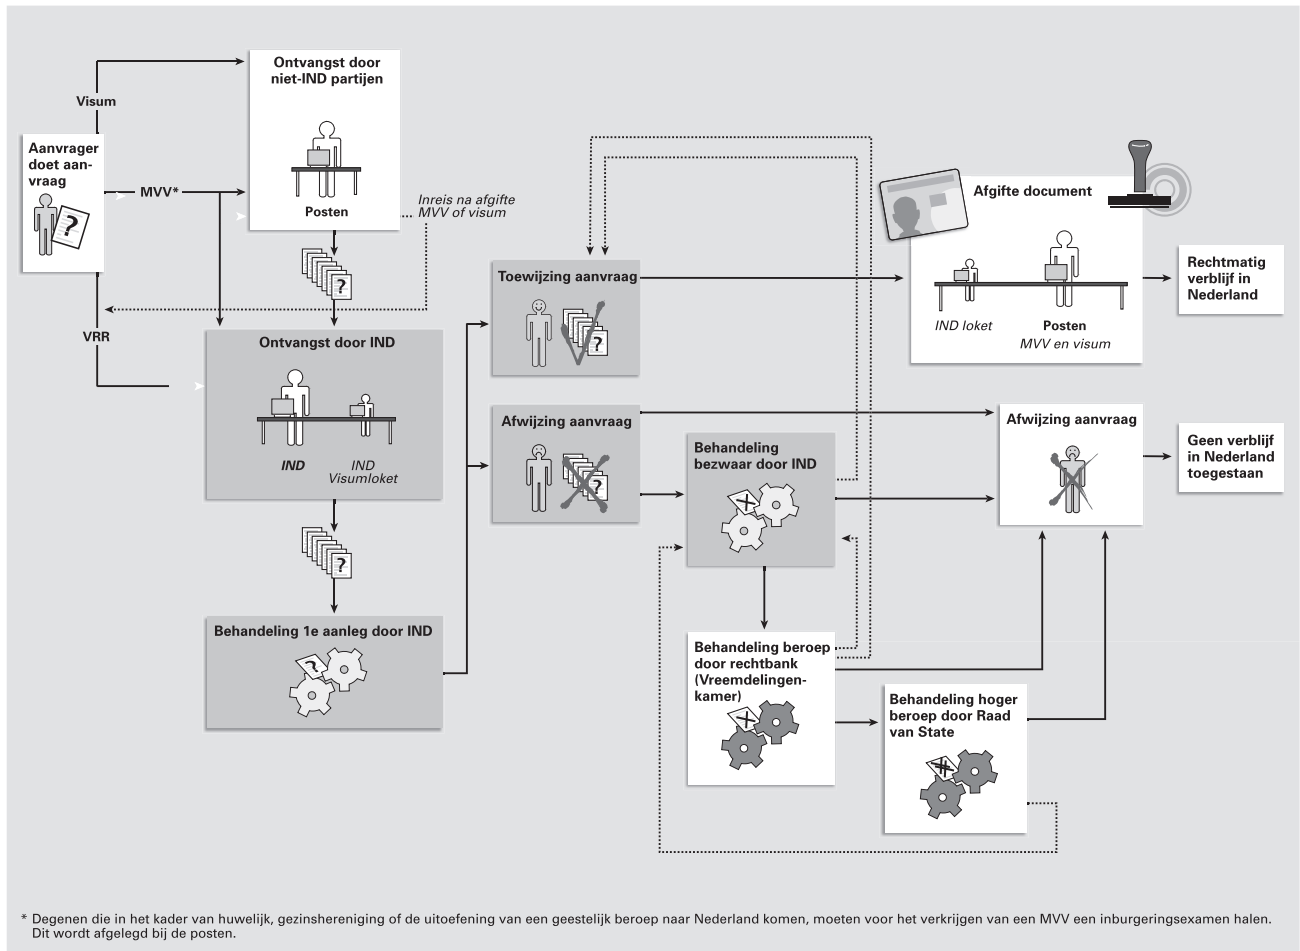 Ontvangst door
niet-IND partijen
Visum
Aanvrager
doet aan-
vraag
?
MVV*
Posten
Inreis na afgifte
MVV of visum
?
VRR
Ontvangst door IND
IND
IND
Visumloket
?
Behandeling 1e aanleg door IND
?
Toewijzing aanvraag
?
Afwijzing aanvraag
?
Behandeling
bezwaar door IND
Behandeling beroep
door rechtbank
(Vreemdelingen-
kamer)
Behandeling hoger
beroep door Raad
van State
Afgifte document
IND loket
Posten
MVV en visum
Rechtmatig
verblijf in
Nederland
Afwijzing aanvraag
Geen verblijf
in Nederland
toegestaan
* Degenen die in het kader van huwelijk, gezinshereniging of de uitoefening van een geestelijk beroep naar Nederland komen, moeten voor het verkrijgen van een MVV een inburgeringsexamen halen.
Dit wordt afgelegd bij de posten.